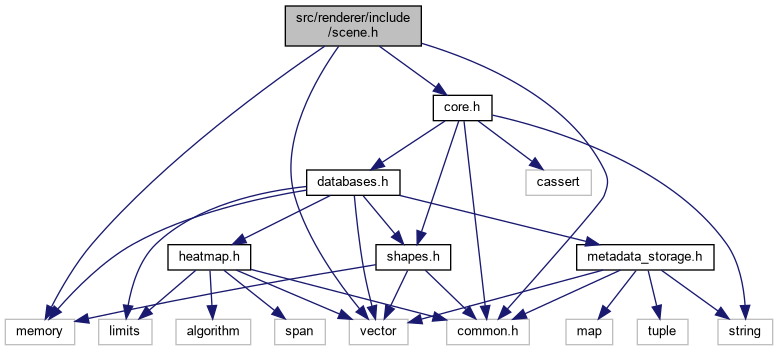 src/renderer/include
/scene.h
core.h
databases.h
cassert
heatmap.h
shapes.h
metadata_storage.h
memory
limits
algorithm
span
vector
common.h
map
tuple
string